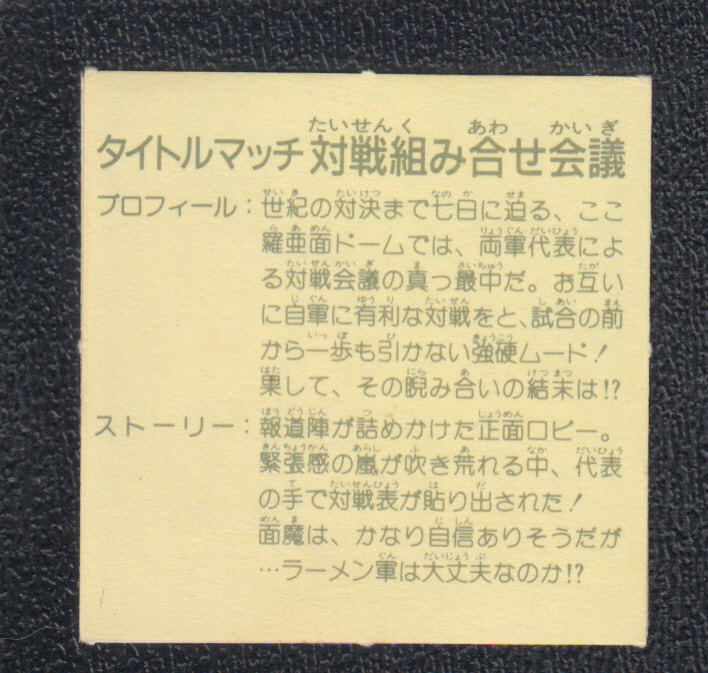 タイトルマッチ対戦組み合せ会議
プロフィール：世紀の対決まで七日に迫る、ここ
羅亜面ドームでは、両軍代表によ
る対戦会議の真っ最中だ。お互い
に自軍に有利な対戦をと、試合の前
から一歩も引かない強硬ムード！
果して、その睨み合いの結末は!?
ストーリー：報道陣が詰めかけた正面ロビー。
緊張感の嵐が吹き荒れる中、代表
の手で対戦表が貼り出された！
面魔は、かなり自信ありそうだが
…ラーメン軍は大丈夫なのか!?